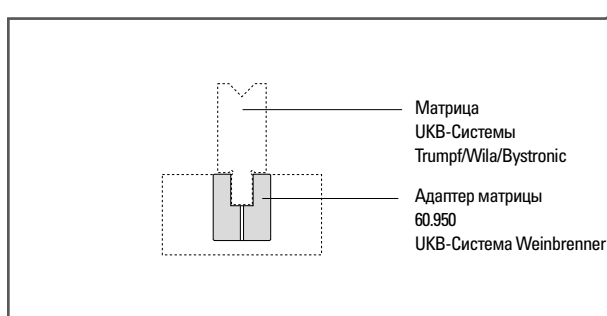 Матрица
UKB-Системы
Trumpf/Wila/Bystronic
Адаптер матрицы
60.950
UKB-Система Weinbrenner